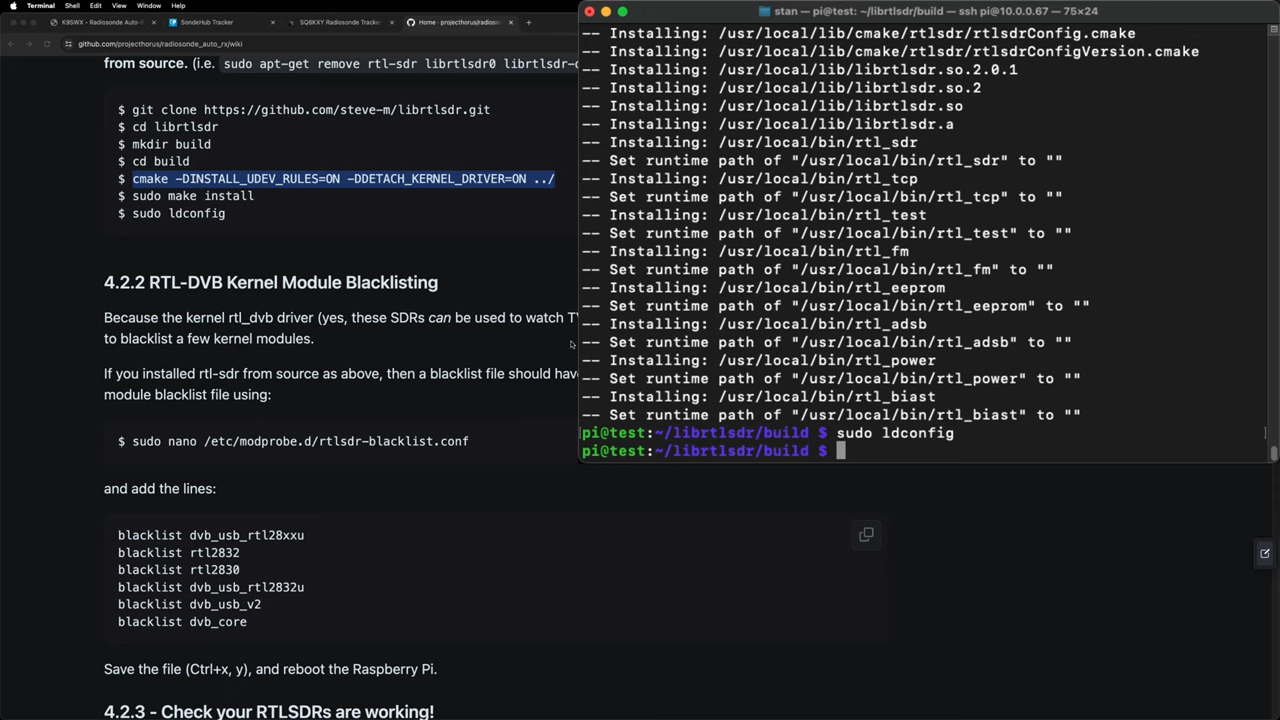 Terminal Shell Edit View Window Help
K9SWX - Radiosonde Auto-R
SondeHub Tracker
SQ6KXY Radiosonde Tracker
Home · projecthorus/radioso
github.com/projecthorus/radiosonde_auto_rx/wiki
from source. (i.e. sudo apt-get remove rtl-sdr librtlsdr0 librtlsdr-d
$ git clone https://github.com/steve-m/librtlsdr.git
$ cd librtlsdr
$ mkdir build
$ cd build
$ cmake -DINSTALL_UDEV_RULES=ON -DDETACH_KERNEL_DRIVER=ON ../
$ sudo make install
$ sudo ldconfig
4.2.2 RTL-DVB Kernel Module Blacklisting
Because the kernel rtl_dvb driver (yes, these SDRs can be used to watch TV
to blacklist a few kernel modules.
If you installed rtl-sdr from source as above, then a blacklist file should have
module blacklist file using:
$ sudo nano /etc/modprobe.d/rtlsdr-blacklist.conf
and add the lines:
blacklist dvb_usb_rtl28xxu
blacklist rtl2832
blacklist rtl2830
blacklist dvb_usb_rtl2832u
blacklist dvb_usb_v2
blacklist dvb_core
Save the file (Ctrl+x, y), and reboot the Raspberry Pi.
4.2.3 - Check your RTLSDRs are working!
stan — pi@test: ~/librtlsdr/build — ssh pi@10.0.0.67 — 75×24
-- Installing: /usr/local/lib/cmake/rtlsdr/rtlsdrConfig.cmake
-- Installing: /usr/local/lib/cmake/rtlsdr/rtlsdrConfigVersion.cmake
-- Installing: /usr/local/lib/librtlsdr.so.2.0.1
-- Installing: /usr/local/lib/librtlsdr.so.2
-- Installing: /usr/local/lib/librtlsdr.so
-- Installing: /usr/local/lib/librtlsdr.a
-- Installing: /usr/local/bin/rtl_sdr
-- Set runtime path of "/usr/local/bin/rtl_sdr" to ""
-- Installing: /usr/local/bin/rtl_tcp
-- Set runtime path of "/usr/local/bin/rtl_tcp" to ""
-- Installing: /usr/local/bin/rtl_test
-- Set runtime path of "/usr/local/bin/rtl_test" to ""
-- Installing: /usr/local/bin/rtl_fm
-- Set runtime path of "/usr/local/bin/rtl_fm" to ""
-- Installing: /usr/local/bin/rtl_eeprom
-- Set runtime path of "/usr/local/bin/rtl_eeprom" to ""
-- Installing: /usr/local/bin/rtl_adsb
-- Set runtime path of "/usr/local/bin/rtl_adsb" to ""
-- Installing: /usr/local/bin/rtl_power
-- Set runtime path of "/usr/local/bin/rtl_power" to ""
-- Installing: /usr/local/bin/rtl_biast
-- Set runtime path of "/usr/local/bin/rtl_biast" to ""
pi@test:~/librtlsdr/build $ sudo ldconfig
pi@test:~/librtlsdr/build $